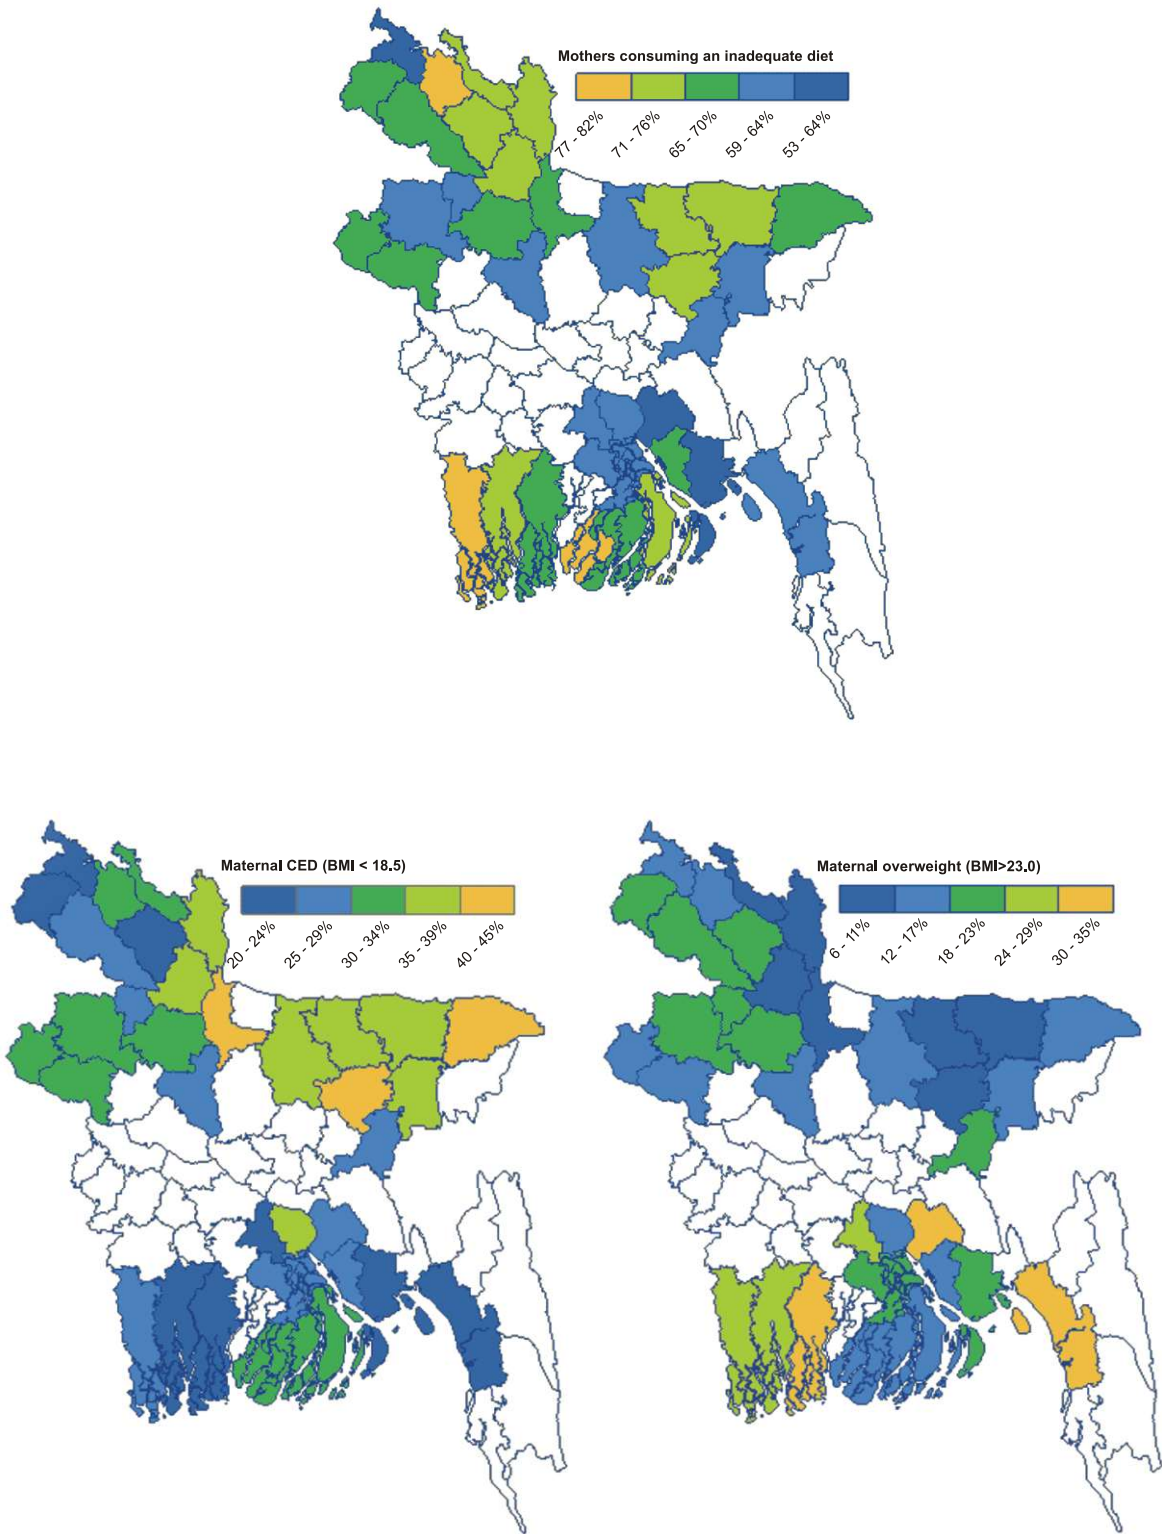 Mothers consuming an inadequate diet
77 - 82%
71 - 76%
65 - 70%
59 - 64%
53 - 64%
Maternal CED (BMI < 18.5)
20 - 24%
25 - 29%
30 - 34%
35 - 39%
40 - 45%
Maternal overweight (BMI>23.0)
6 - 11%
12 - 17%
18 - 23%
24 - 29%
30 - 35%